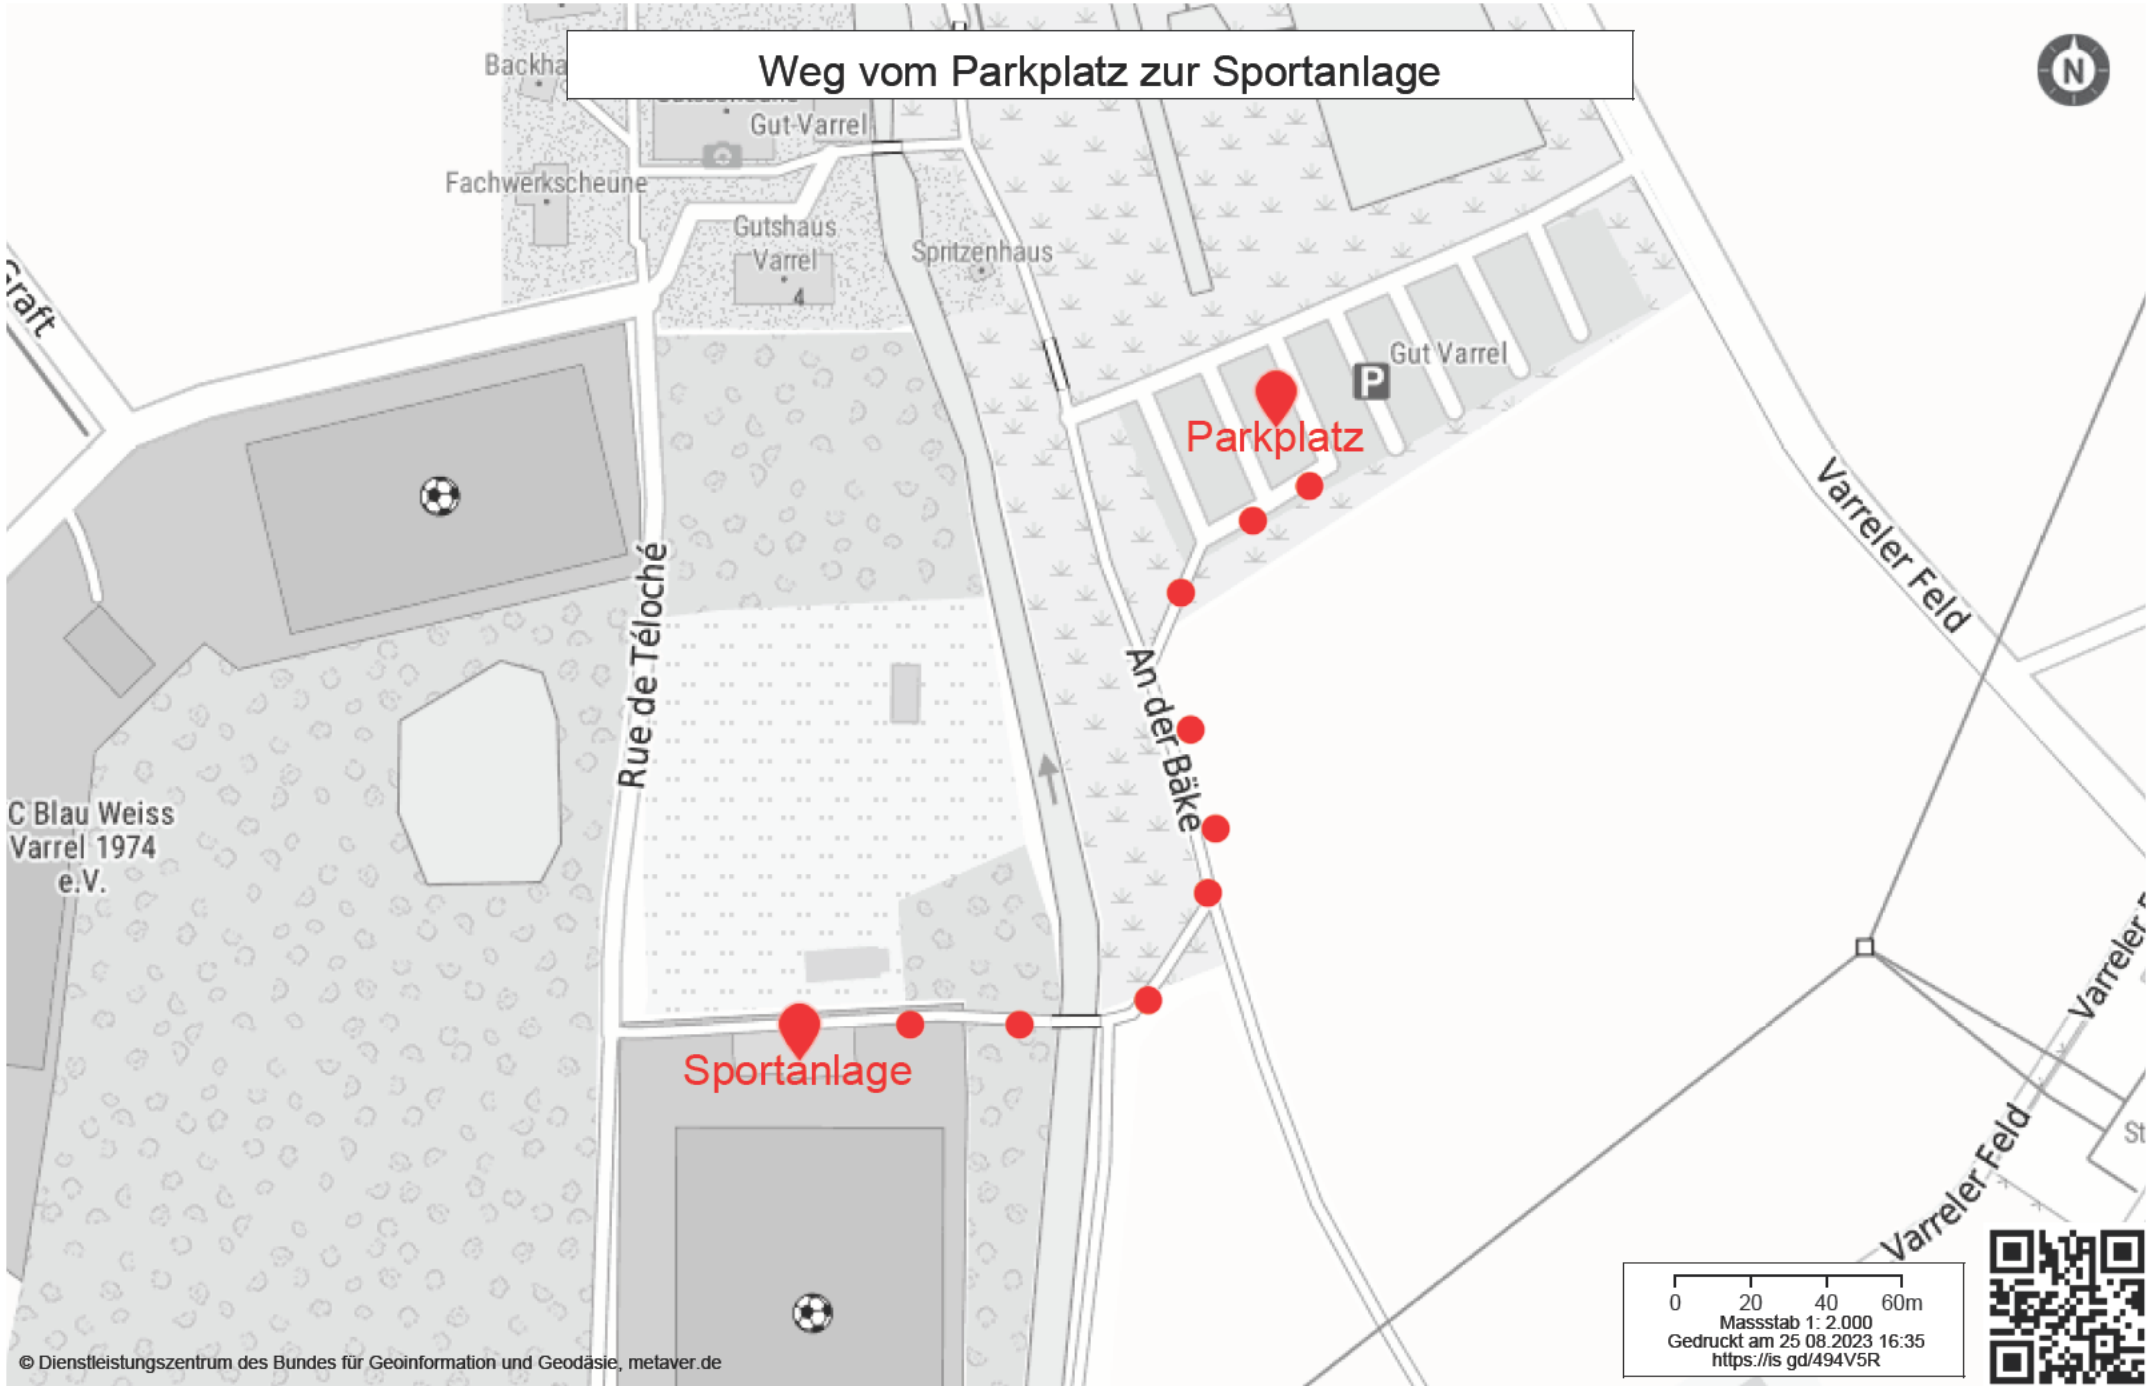 Weg vom Parkplatz zur Sportanlage
N
Gut-Varrel
Fachwerkscheune
Gutshaus
Varrel
4
Spritzenhaus
Graft
Gut Varrel
P
Parkplatz
Varreler Feld
Rue de Téloché
An der Bäke
C Blau Weiss
Varrel 1974
e.V.
Sportanlage
Varreler
Varreler Feld
0 20 40 60m
Massstab 1: 2.000
Gedruckt am 25 08.2023 16:35
https://is gd/494V5R
© Dienstleistungszentrum des Bundes für Geoinformation und Geodäsie, metaver.de